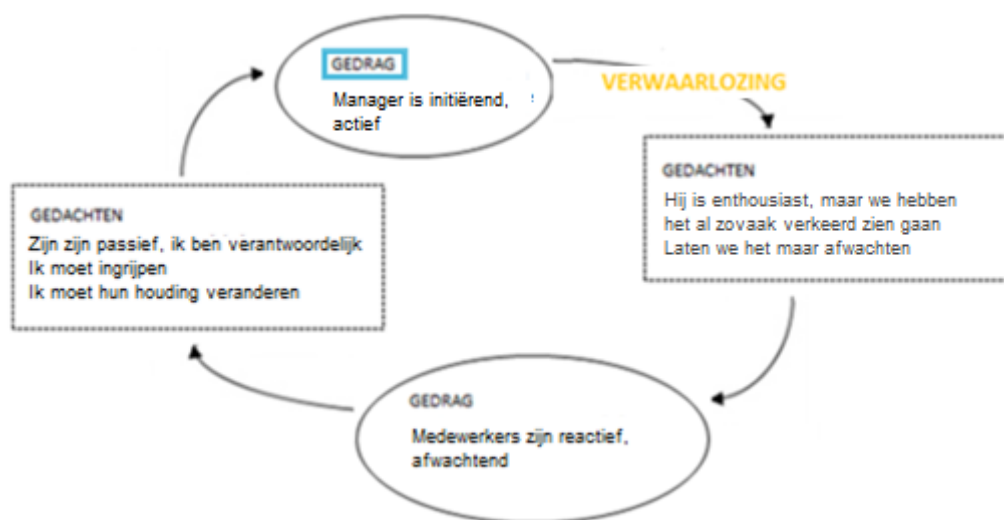 GEDRAG
Manager is initiërend,
actief
VERWAARLOZING
GEDACHTEN
Hij is enthousiast, maar we hebben
het al zovaak verkeerd zien gaan
Laten we het maar afwachten
GEDRAG
Medewerkers zijn reactief,
afwachtend
GEDACHTEN
Zijn zijn passief, ik ben verantwoordelijk
Ik moet ingrijpen
Ik moet hun houding veranderen